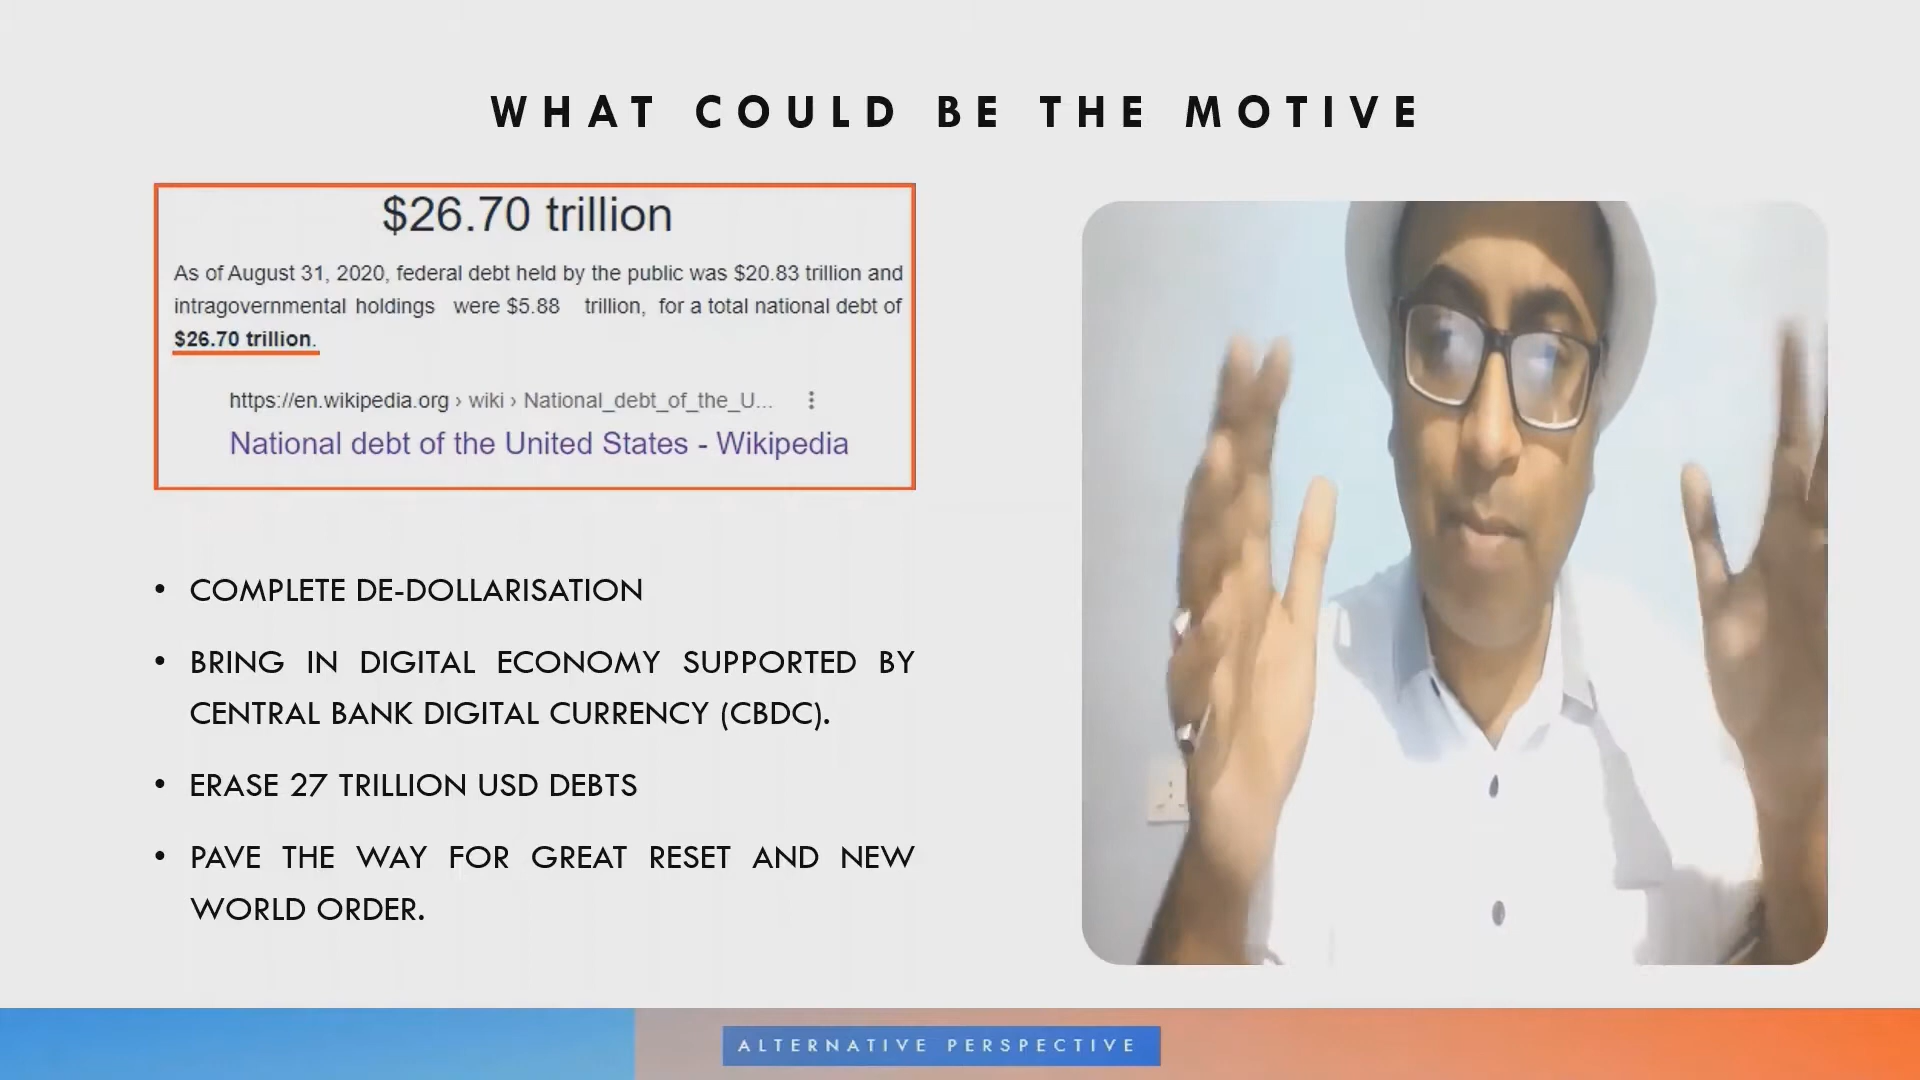 WHAT COULD BE THE MOTIVE
$26.70 trillion
As of August 31, 2020, federal debt held by the public was $20.83 trillion and
intragovernmental holdings were $5.88 trillion, for a total national debt of
$26.70 trillion.
https://en.wikipedia.org › wiki › National_debt_of_the_U...
National debt of the United States - Wikipedia
• COMPLETE DE-DOLLARISATION
• BRING IN DIGITAL ECONOMY SUPPORTED BY
CENTRAL BANK DIGITAL CURRENCY (CBDC).
• ERASE 27 TRILLION USD DEBTS
• PAVE THE WAY FOR GREAT RESET AND NEW
WORLD ORDER.
ALTERNATIVE PERSPECTIVE